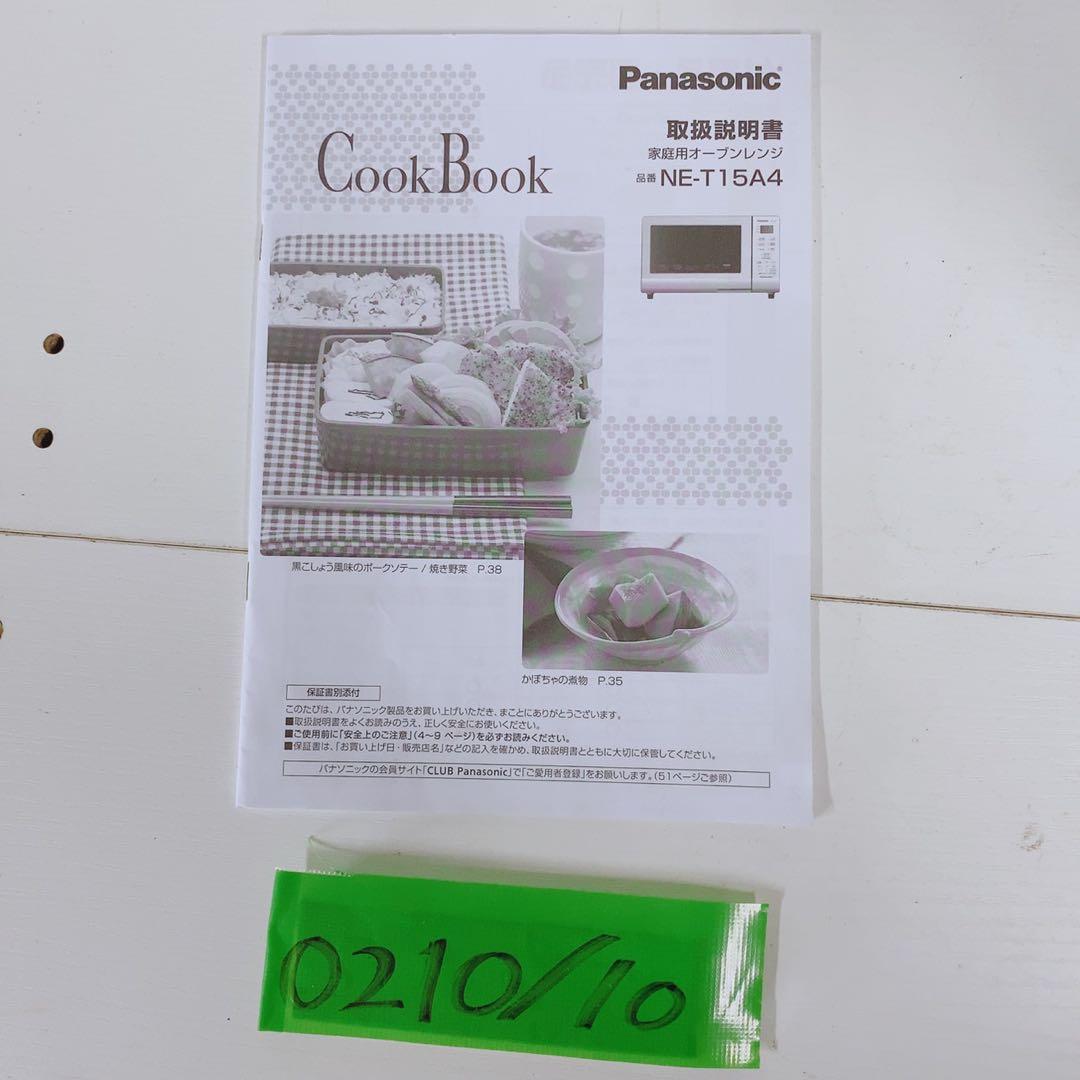 Panasonic
取扱説明書
家庭用オーブンレンジ
品番 NE-T15A4
CookBook
黒こしょう風味のポークソテー / 焼き野菜 P.38
かぼちゃの煮物 P.35
保証書別添付
このたびは、パナソニック製品をお買い上げいただき、まことにありがとうございます。
■取扱説明書をよくお読みのうえ、正しく安全にお使いください。
■ご使用前に「安全上のご注意」(4~9 ページ)を必ずお読みください。
■保証書は、「お買い上げ日・販売店名」などの記入を確かめ、取扱説明書とともに大切に保管してください。
パナソニックの会員サイト「CLUB Panasonic」で「ご愛用者登録」をお願いします。(51ページご参照)
0210/10